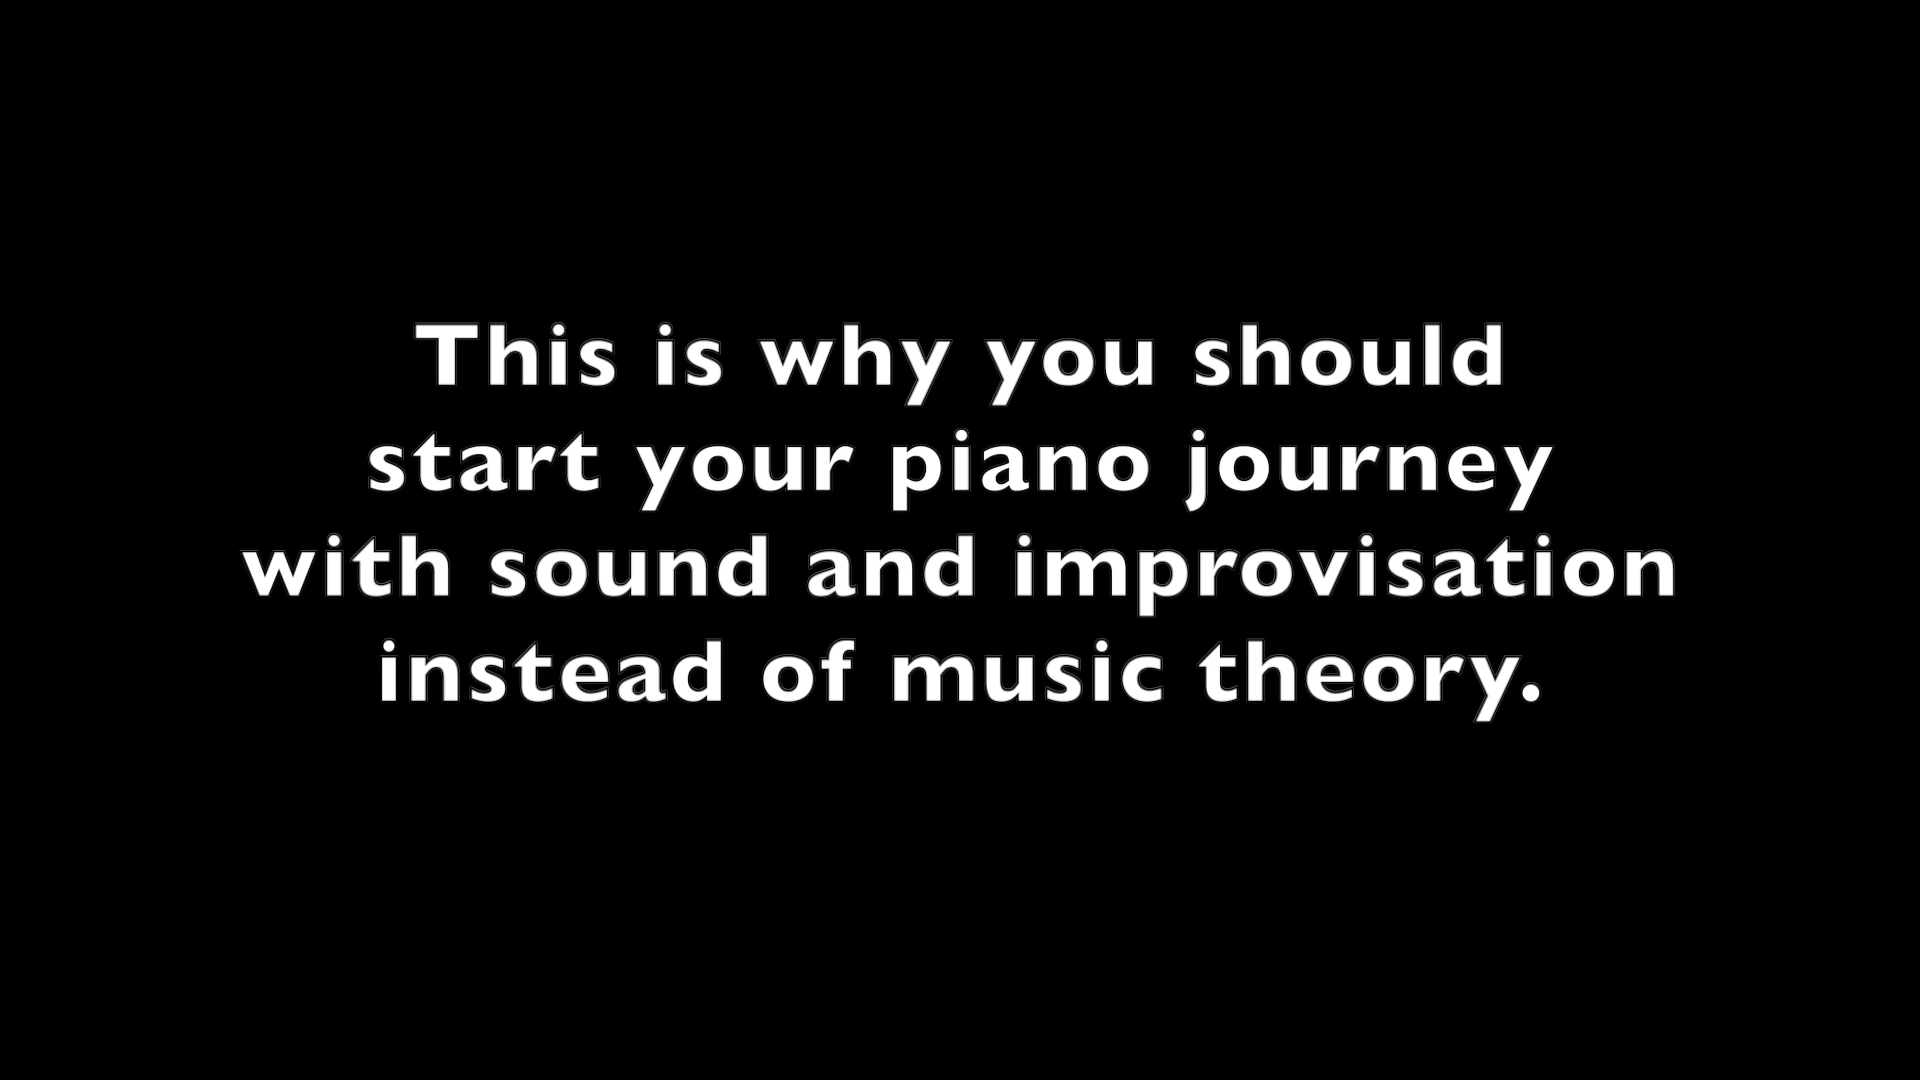 This is why you should
start your piano journey
with sound and improvisation
instead of music theory.